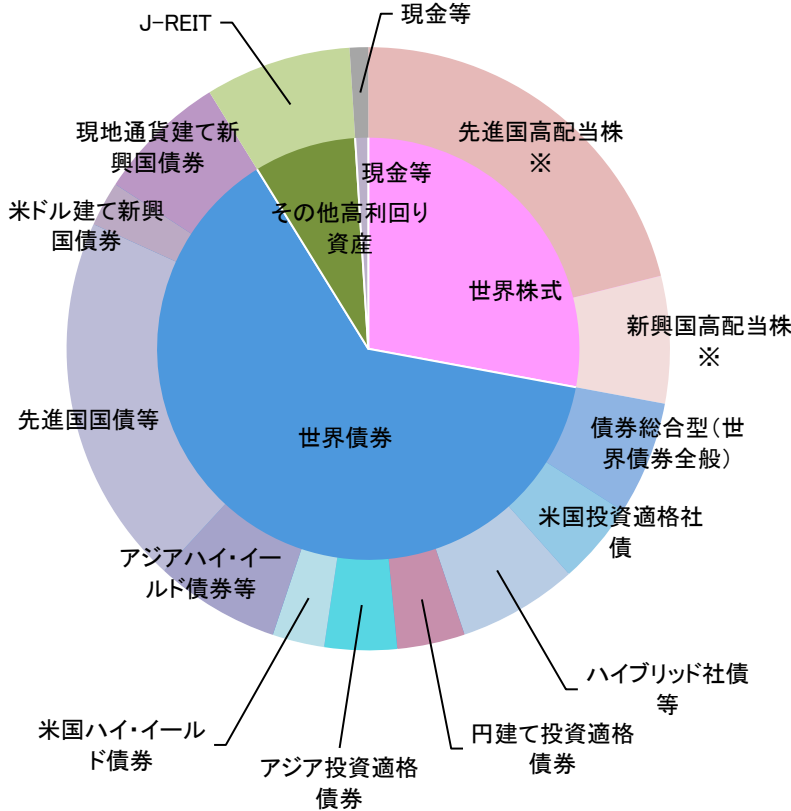 J-REIT
現金等
先進国高配当株
※
現地通貨建て新
興国債券
現金等
その他高利回り
資産
米ドル建て新興
国債券
世界株式
新興国高配当株
※
先進国国債等
世界債券
債券総合型（世
界債券全般）
米国投資適格社
債
アジアハイ・イー
ルド債券等
ハイブリッド社債
等
米国ハイ・イール
ド債券
アジア投資適格
債券
円建て投資適格
債券